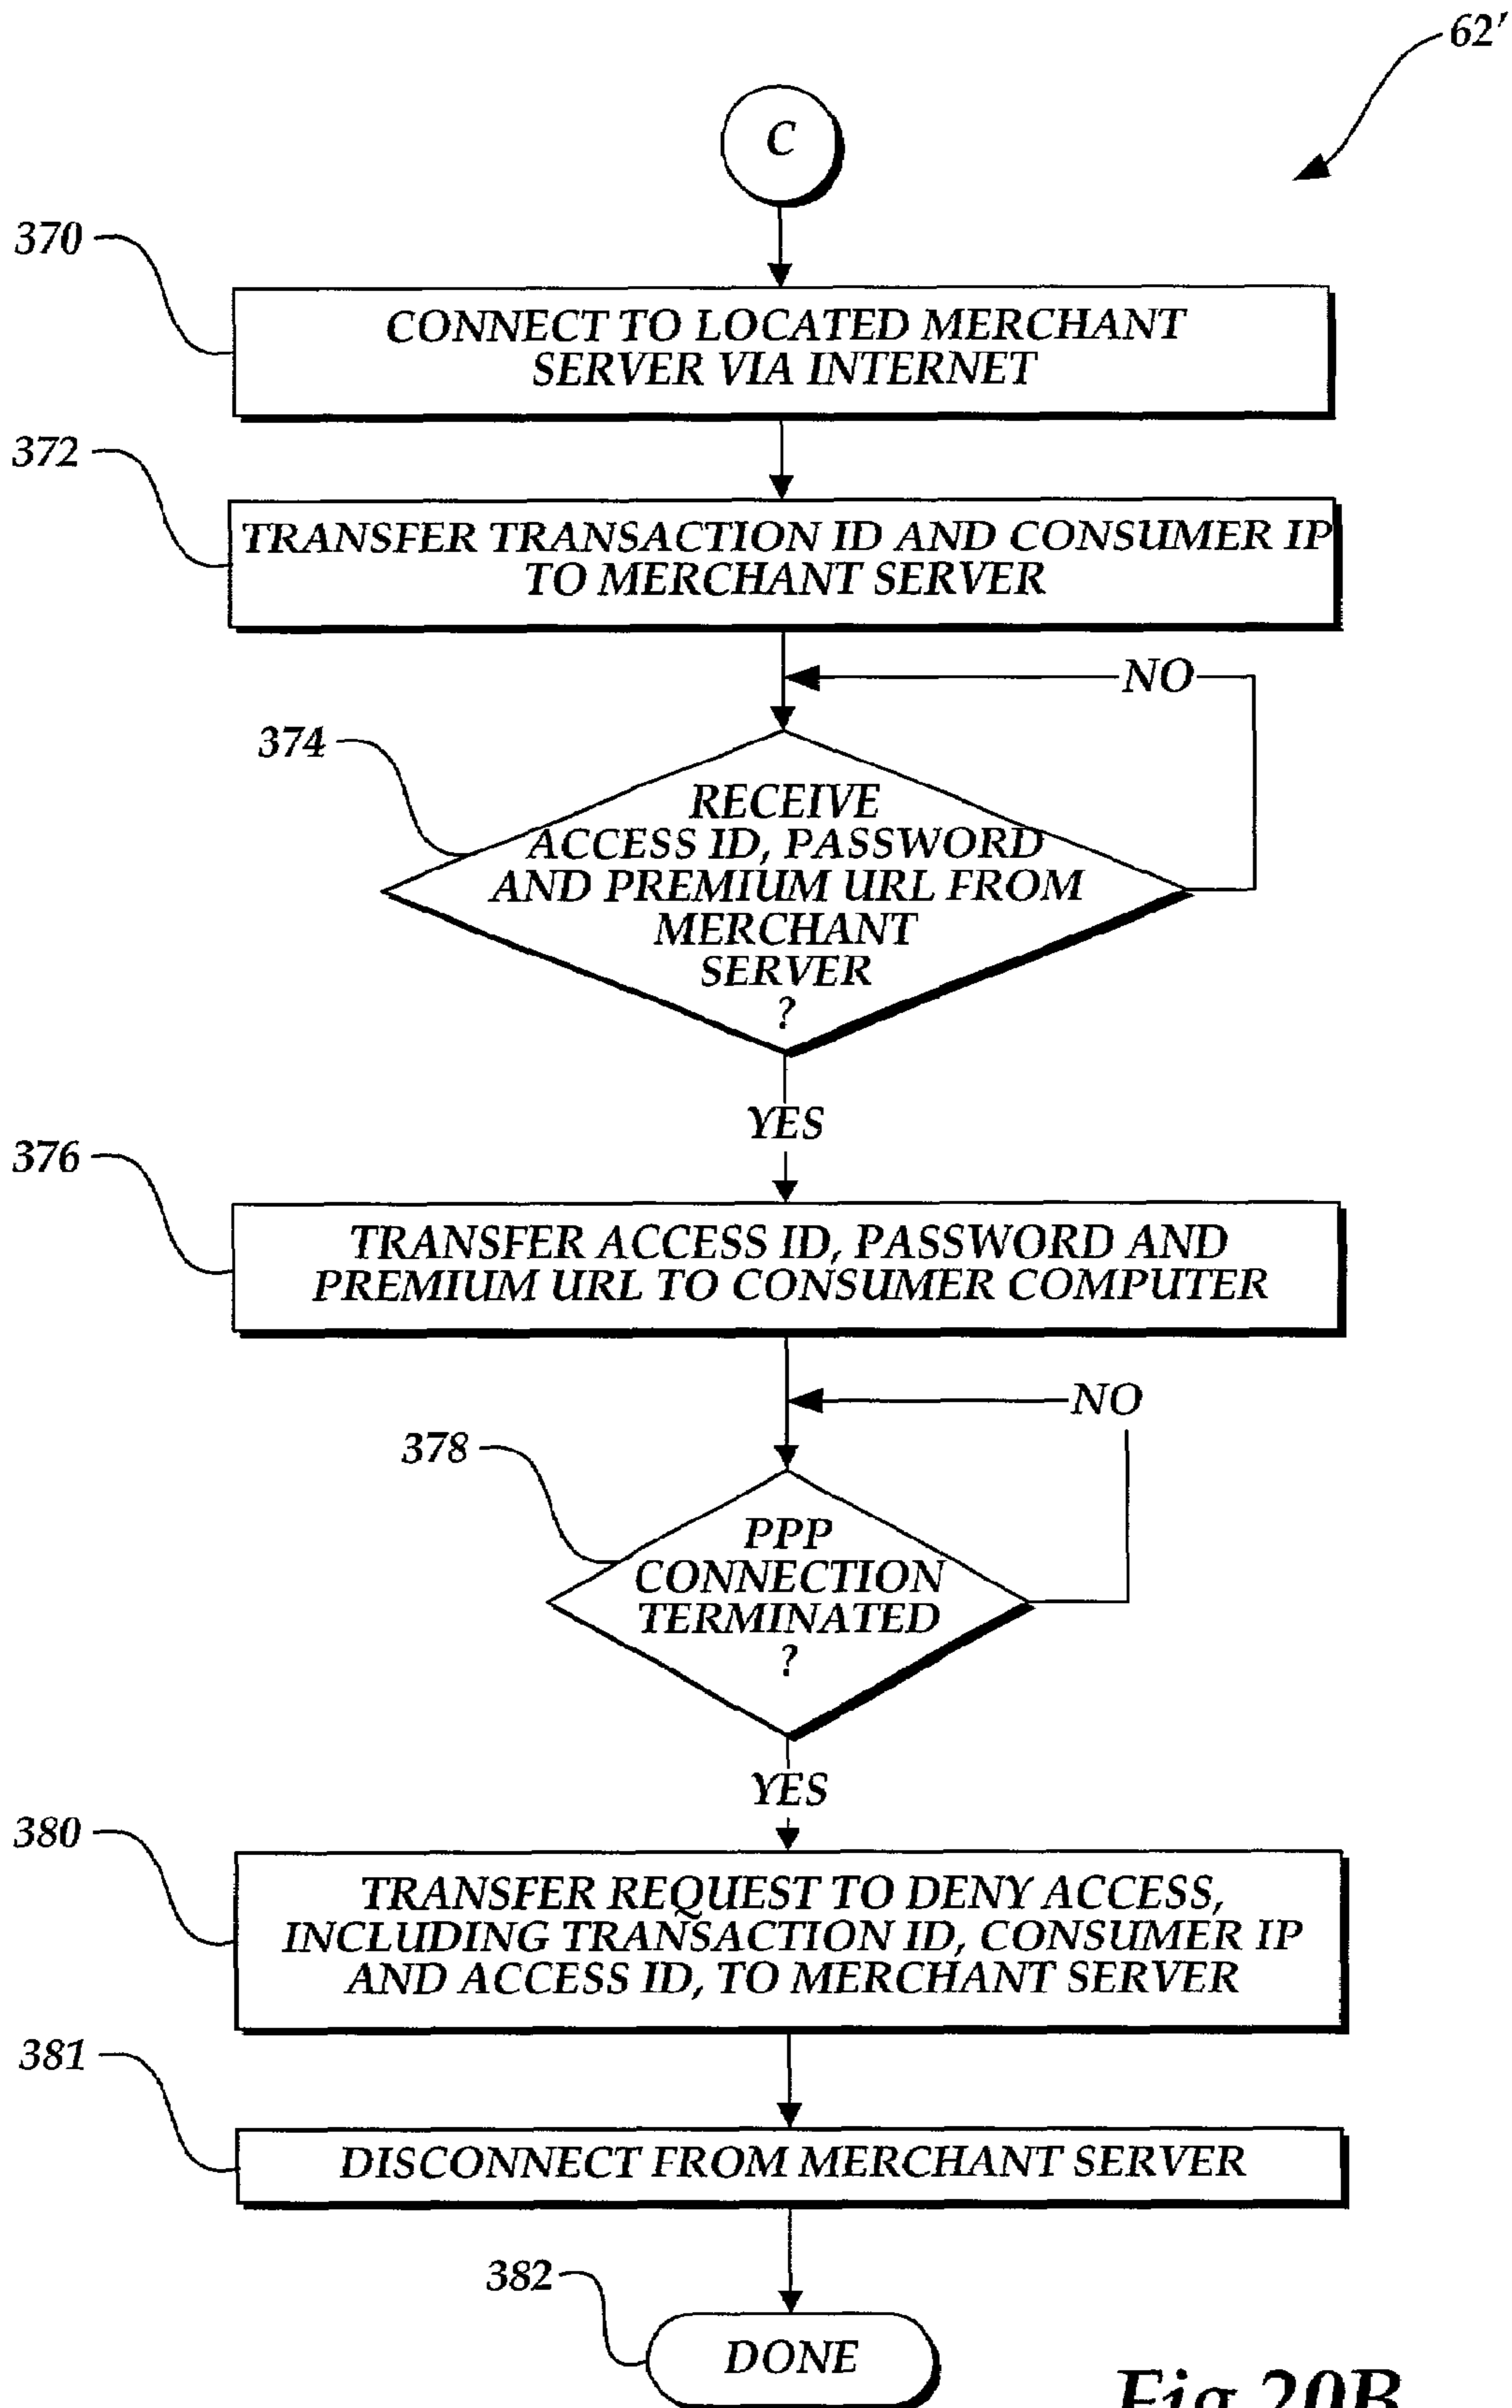 62'
C
370
CONNECT TO LOCATED MERCHANT
SERVER VIA INTERNET
372
TRANSFER TRANSACTION ID AND CONSUMER IP
TO MERCHANT SERVER
NO
374
RECEIVE
ACCESS ID, PASSWORD
AND PREMIUM URL FROM
MERCHANT
SERVER
?
YES
376
TRANSFER ACCESS ID, PASSWORD AND
PREMIUM URL TO CONSUMER COMPUTER
NO
378
PPP
CONNECTION
TERMINATED
?
YES
380
TRANSFER REQUEST TO DENY ACCESS,
INCLUDING TRANSACTION ID, CONSUMER IP
AND ACCESS ID, TO MERCHANT SERVER
381
DISCONNECT FROM MERCHANT SERVER
382
DONE
Fig.20B